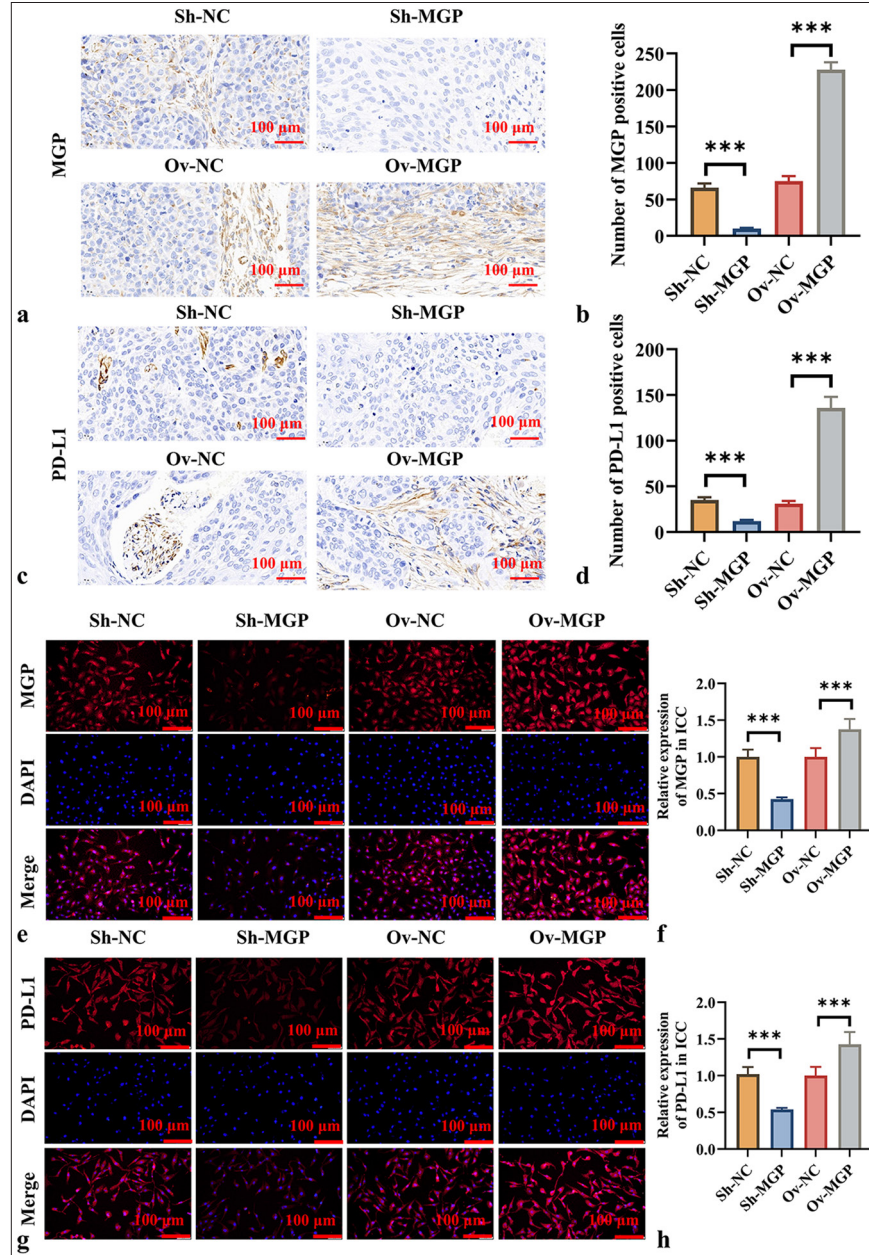 Sh-NC
Sh-MGP
MGP
100 µm
100 µm
Ov-NC
Ov-MGP
100 µm
100 µm
a
Number of MGP positive cells
250
200
150
100
50
0
***
***
Sh-NC
Sh-MGP
Ov-NC
Ov-MGP
b
Sh-NC
Sh-MGP
PD-L1
100 µm
100 µm
Ov-NC
Ov-MGP
100 µm
100 µm
c
Number of PD-L1 positive cells
200
150
100
50
0
***
***
Sh-NC
Sh-MGP
Ov-NC
Ov-MGP
d
Sh-NC
Sh-MGP
Ov-NC
Ov-MGP
MGP
100 µm
100 µm
100 µm
100 µm
DAPI
100 µm
100 µm
100 µm
100 µm
Merge
100 µm
100 µm
100 µm
100 µm
e
Relative expression
of MGP in ICC
2.0
1.5
1.0
0.5
0.0
***
***
Sh-NC
Sh-MGP
Ov-NC
Ov-MGP
f
Sh-NC
Sh-MGP
Ov-NC
Ov-MGP
PD-L1
100 µm
100 µm
100 µm
100 µm
DAPI
100 µm
100 µm
100 µm
100 µm
Merge
100 µm
100 µm
100 µm
100 µm
g
Relative expression
of PD-L1 in ICC
2.0
1.5
1.0
0.5
0.0
***
***
Sh-NC
Sh-MGP
Ov-NC
Ov-MGP
h